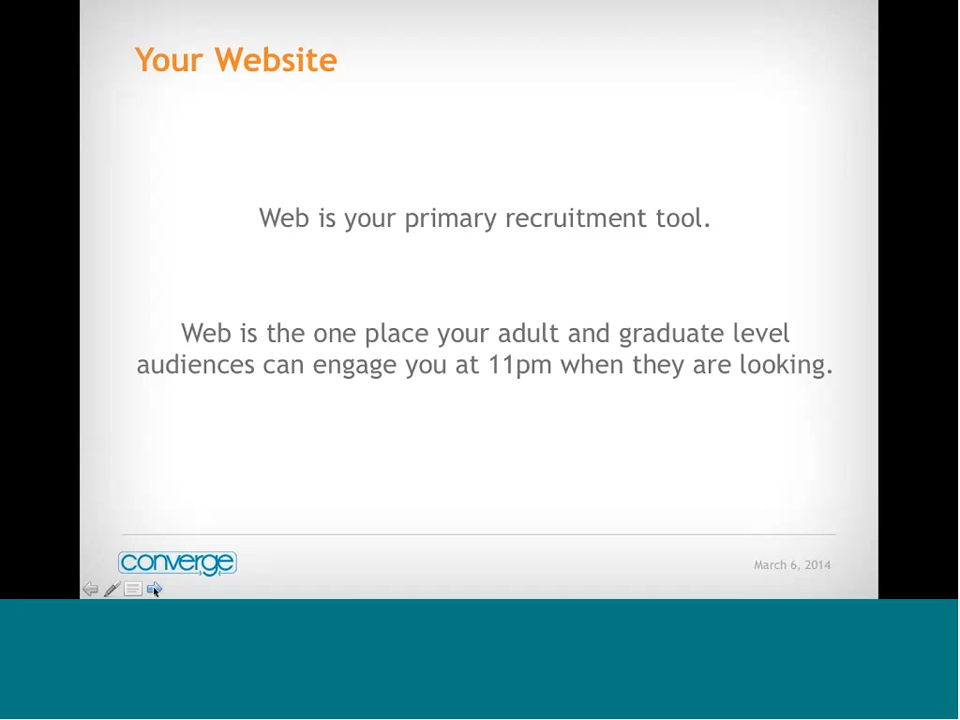 Your Website
Web is your primary recruitment tool.
Web is the one place your adult and graduate level
audiences can engage you at 11pm when they are looking.
converge
March 6, 2014